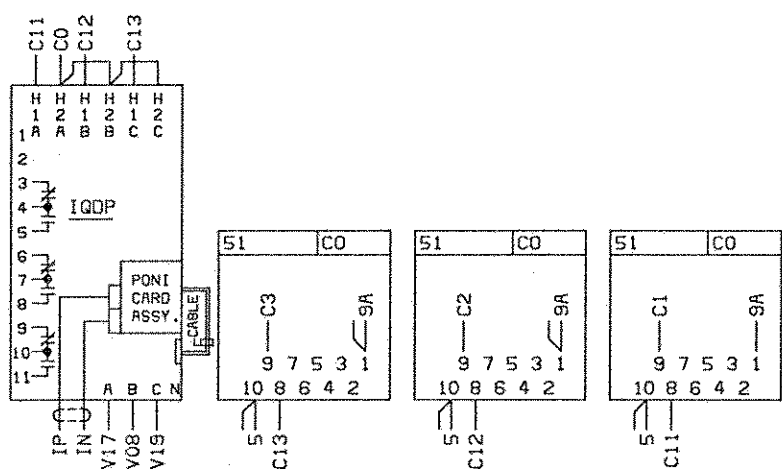 C11 C0 C12 C13
H1A H2A H1B H2B H1C H2C
1
2
3
4 IQDP
5
6
7
8
9
10
11
PONI
CARD
ASSY.
CABLE
A B C N
IP IN V17 V08 V19
51 C0
C3 9A
9 7 5 3 1
10 8 6 4 2
5 C13
51 C0
C2 9A
9 7 5 3 1
10 8 6 4 2
5 C12
51 C0
C1 9A
9 7 5 3 1
10 8 6 4 2
5 C11